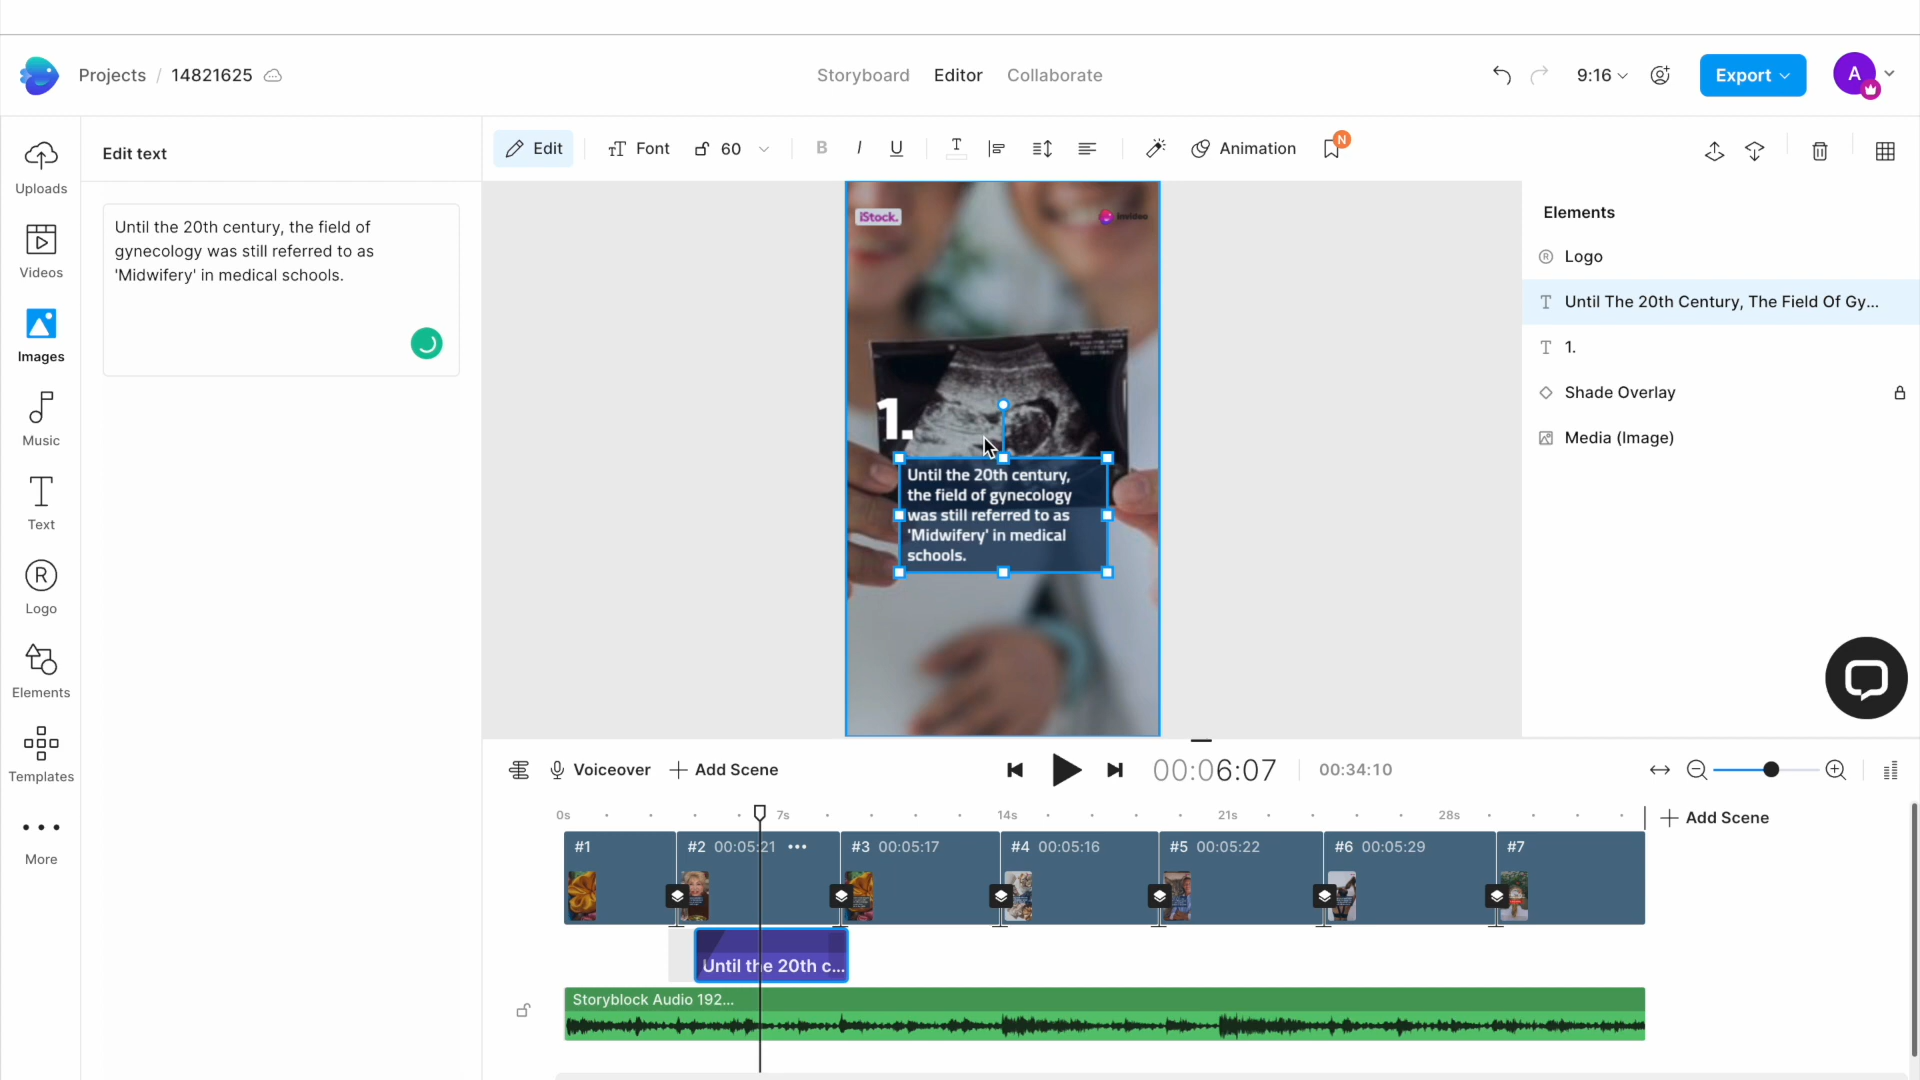 Projects / 14821625
Storyboard
Editor
Collaborate
9:16
Export
A
Uploads
Videos
Images
Music
Text
Logo
Elements
Templates
More
Edit text
Until the 20th century, the field of
gynecology was still referred to as
'Midwifery' in medical schools.
Edit
Font
60
B
I
U
Animation
N
iStock.
invideo
1.
Until the 20th century,
the field of gynecology
was still referred to as
'Midwifery' in medical
schools.
Elements
Logo
Until The 20th Century, The Field Of Gy...
1.
Shade Overlay
Media (Image)
Voiceover
+ Add Scene
00:06:07
00:34:10
0s
7s
14s
21s
28s
+ Add Scene
#1
#2 00:05:21
#3 00:05:17
#4 00:05:16
#5 00:05:22
#6 00:05:29
#7
Until the 20th c...
Storyblock Audio 192...